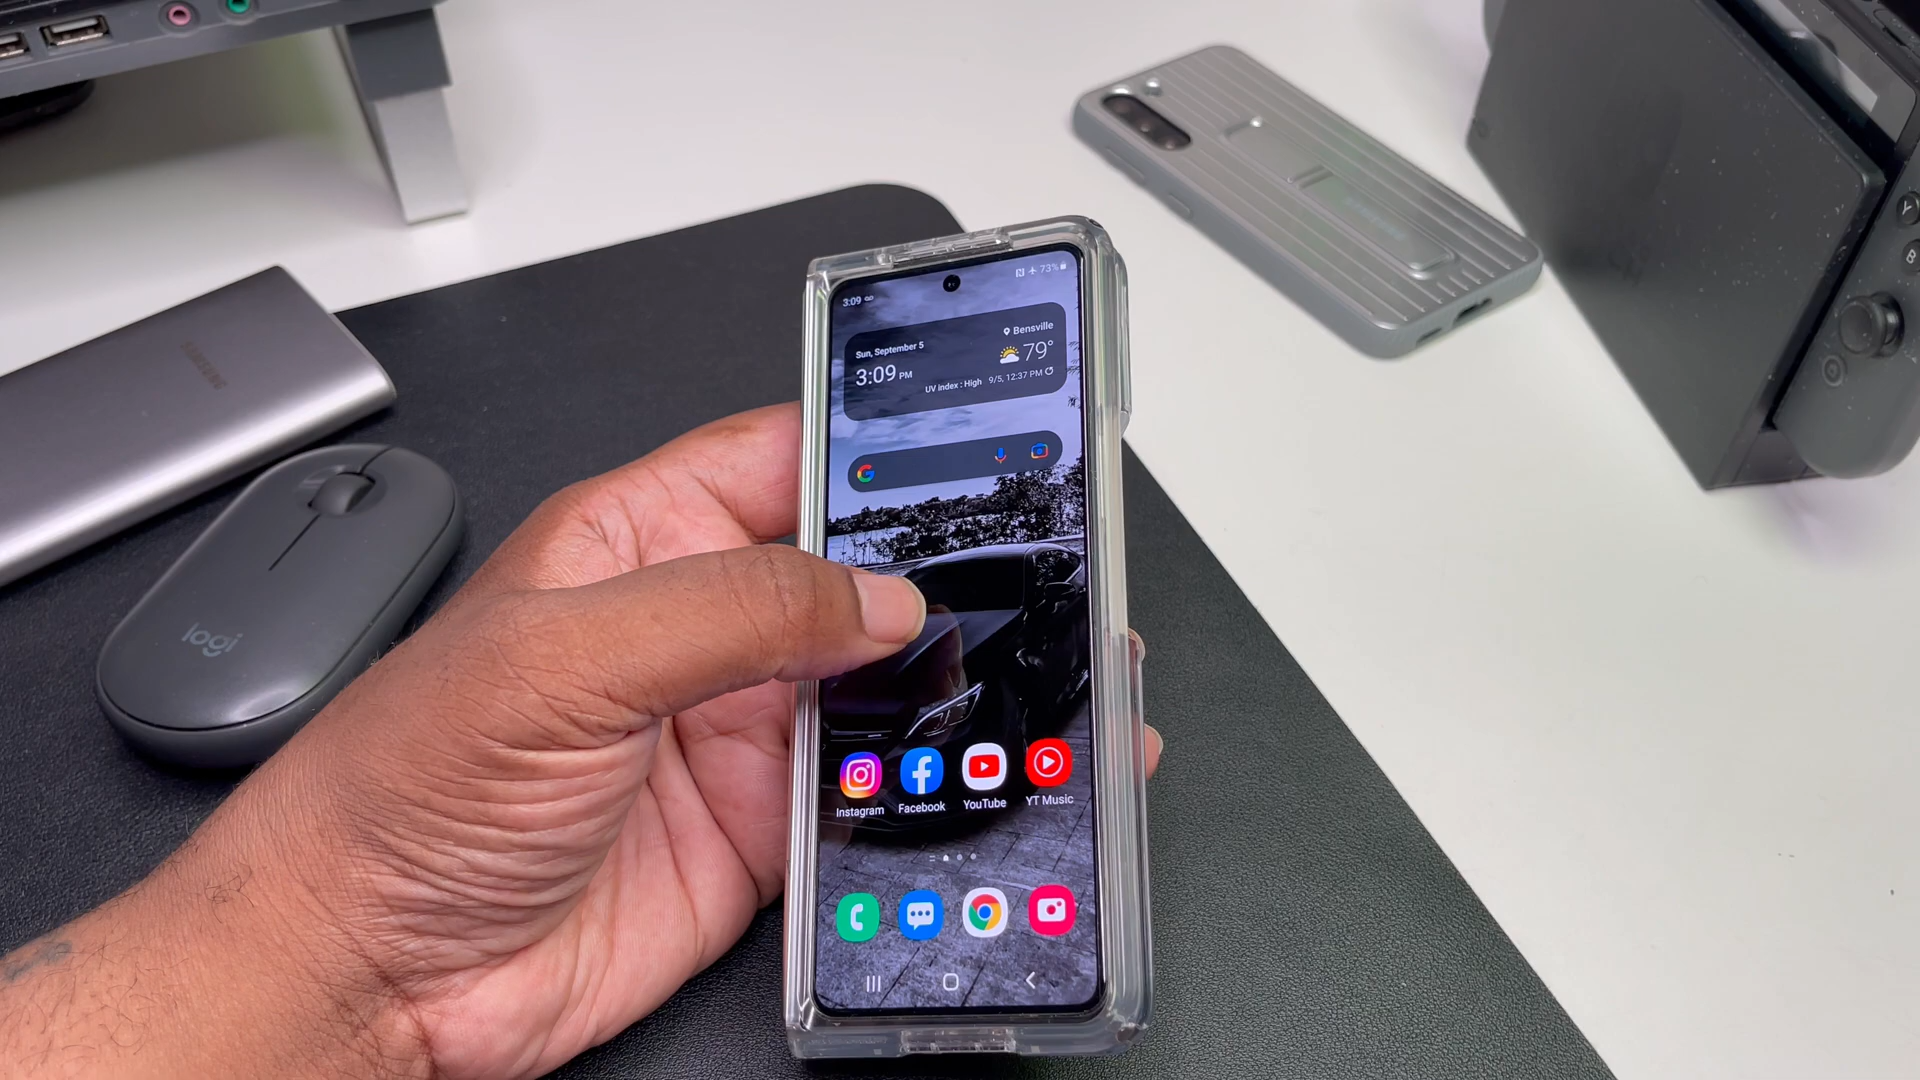 3:09
73%
Bensville
Sun, September 5
79°
3:09 PM
UV index : High 9/5, 12:37 PM
Instagram
Facebook
YouTube
YT Music
SAMSUNG
logi
Y
B